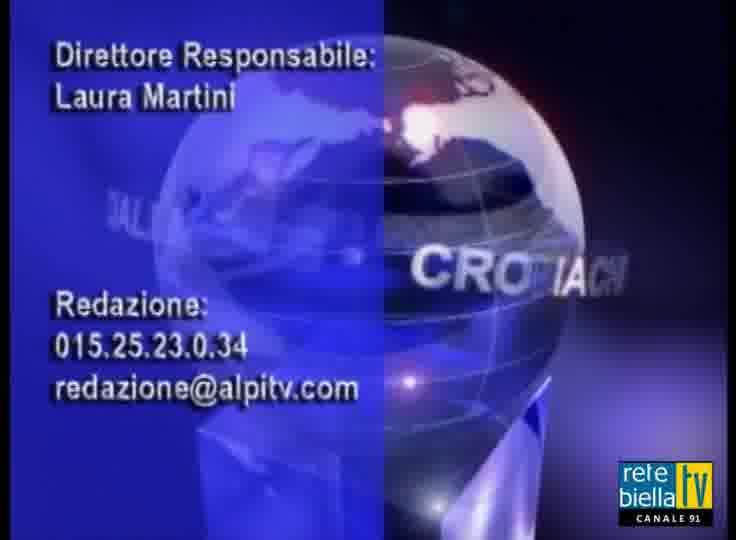 Direttore Responsabile:
Laura Martini
Redazione:
015.25.23.0.34
redazione@alpitv.com
rete
biella tv
CANALE 91